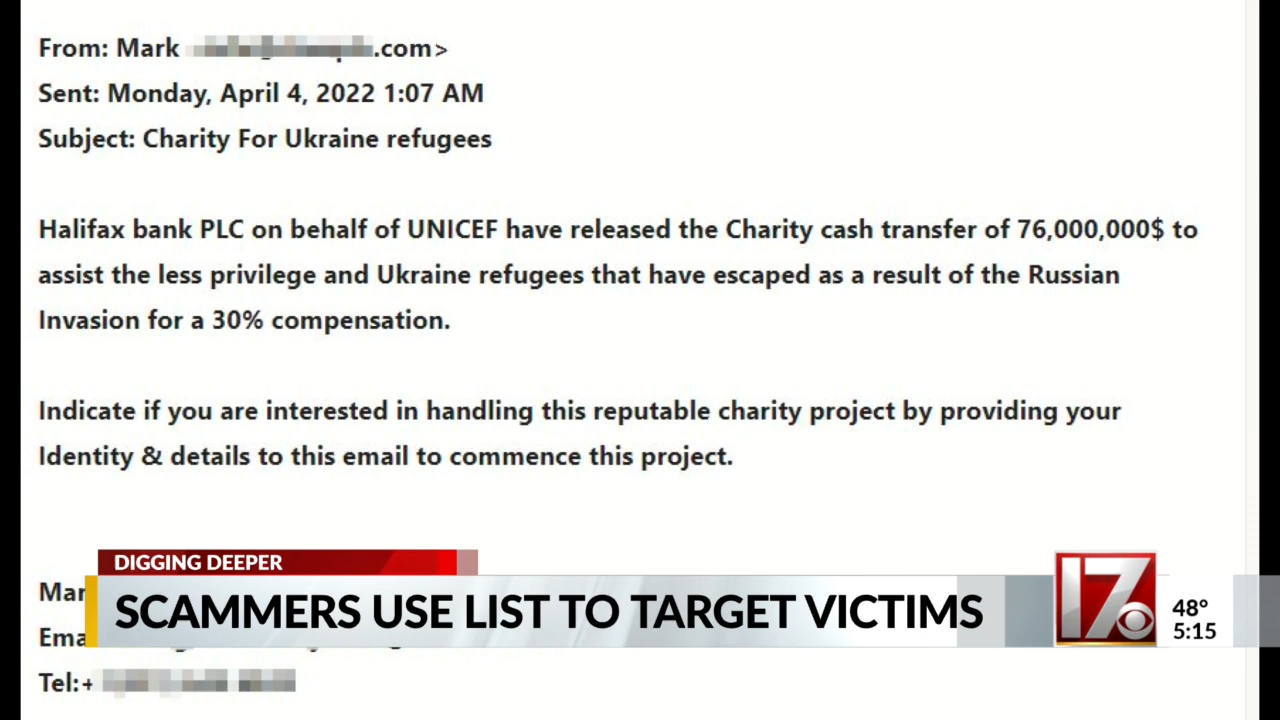 From: Mark .com>
Sent: Monday, April 4, 2022 1:07 AM
Subject: Charity For Ukraine refugees
Halifax bank PLC on behalf of UNICEF have released the Charity cash transfer of 76,000,000$ to
assist the less privilege and Ukraine refugees that have escaped as a result of the Russian
Invasion for a 30% compensation.
Indicate if you are interested in handling this reputable charity project by providing your
Identity & details to this email to commence this project.
DIGGING DEEPER
Mar
SCAMMERS USE LIST TO TARGET VICTIMS
Ema
Tel:+
17
48°
5:15